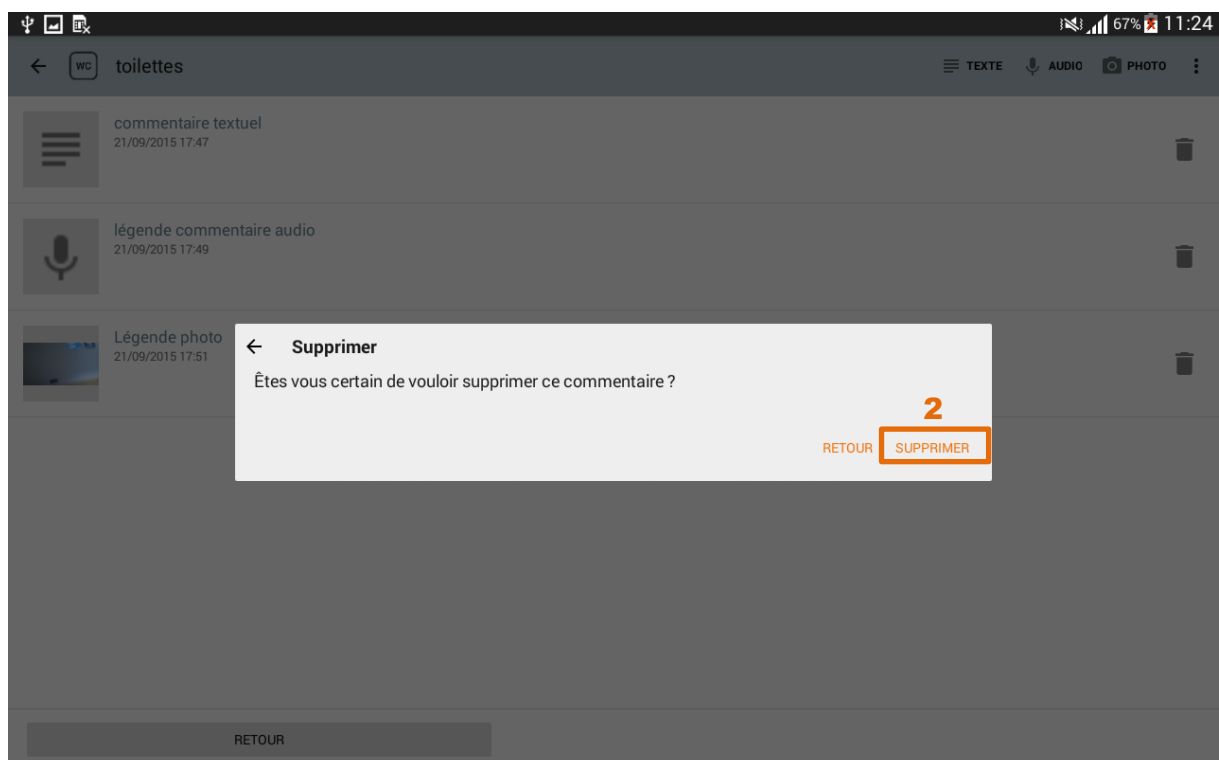 67% 11:24
WC toilettes TEXTE AUDIO PHOTO
commentaire textuel
21/09/2015 17:47
légende commentaire audio
21/09/2015 17:49
Légende photo
21/09/2015 17:51
Supprimer
Êtes vous certain de vouloir supprimer ce commentaire ?
2
RETOUR SUPPRIMER
RETOUR